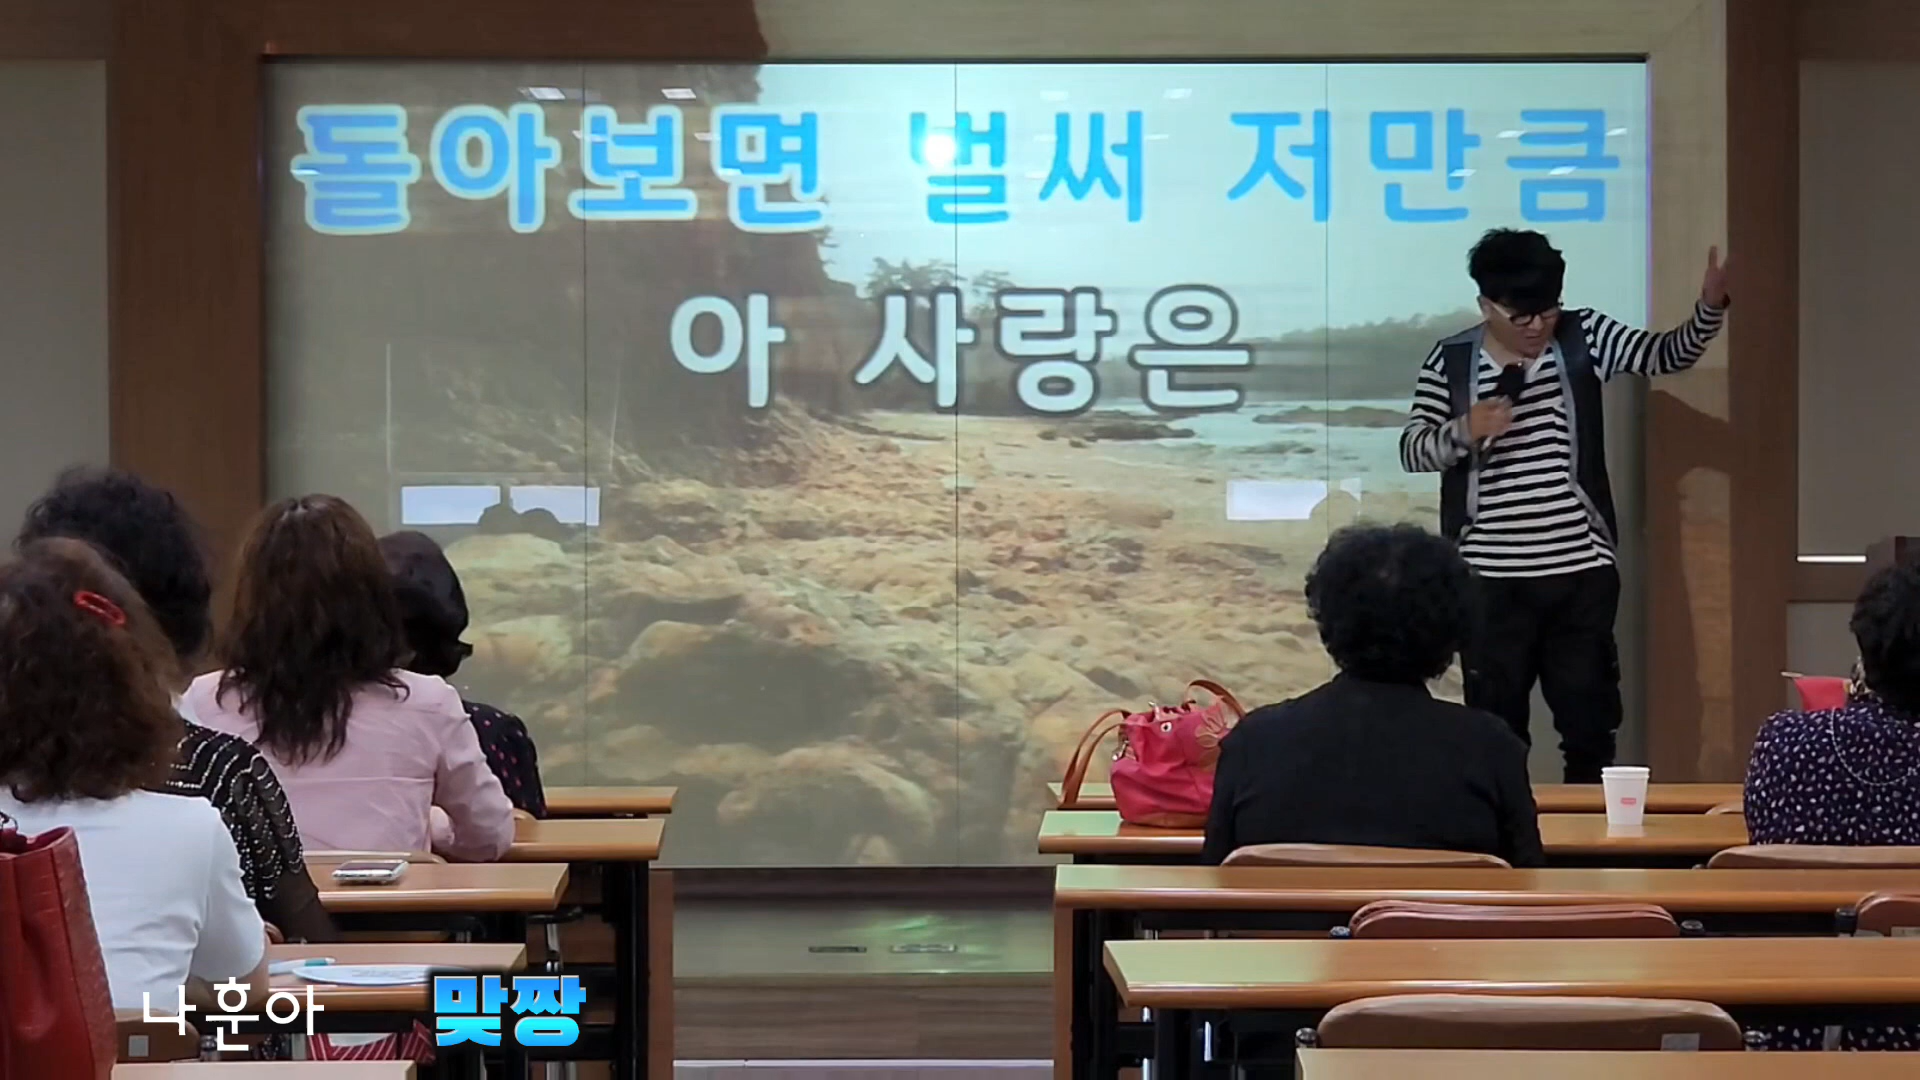 돌아보면 벌써 저만큼
아 사랑은
나훈아 맞짱